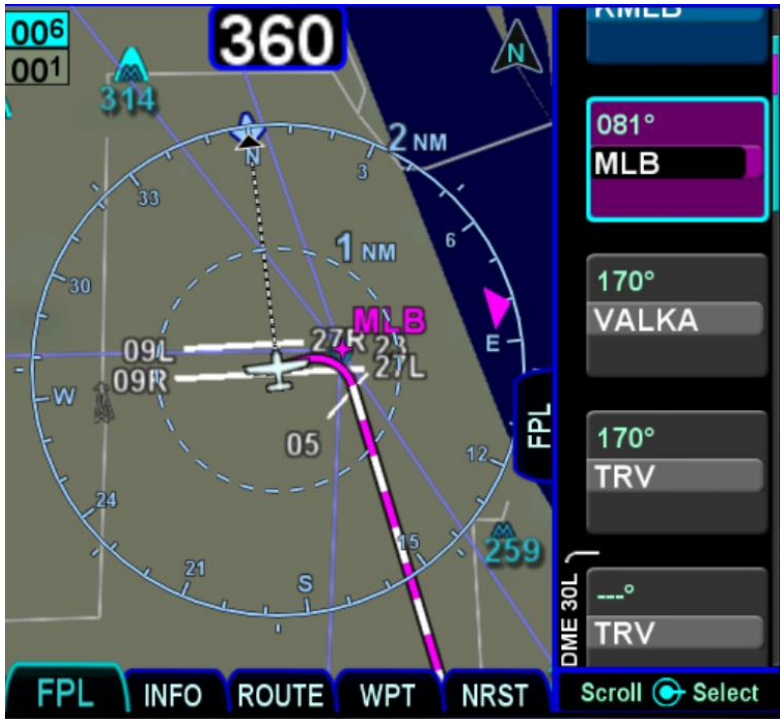 006
001
360
N
314
2 NM
N
3
33
6
1 NM
30
MLB
27R
23
09L
E
27L
09R
W
FPL
05
12
24
259
15
21
S
KMLB
081°
MLB
170°
VALKA
170°
TRV
DME 30L
---°
TRV
FPL
INFO
ROUTE
WPT
NRST
Scroll Select